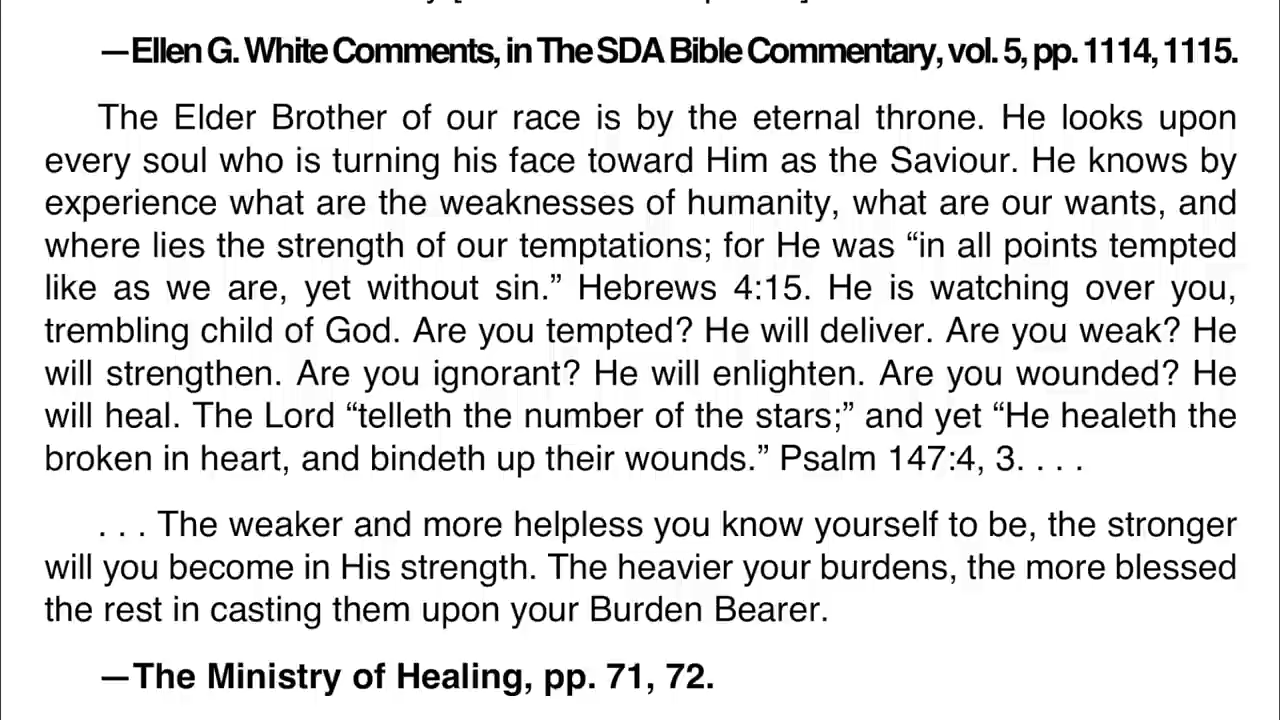 —Ellen G. White Comments, in The SDA Bible Commentary, vol. 5, pp. 1114, 1115.
The Elder Brother of our race is by the eternal throne. He looks upon
every soul who is turning his face toward Him as the Saviour. He knows by
experience what are the weaknesses of humanity, what are our wants, and
where lies the strength of our temptations; for He was “in all points tempted
like as we are, yet without sin.” Hebrews 4:15. He is watching over you,
trembling child of God. Are you tempted? He will deliver. Are you weak? He
will strengthen. Are you ignorant? He will enlighten. Are you wounded? He
will heal. The Lord “telleth the number of the stars;” and yet “He healeth the
broken in heart, and bindeth up their wounds.” Psalm 147:4, 3. . . .
. . . The weaker and more helpless you know yourself to be, the stronger
will you become in His strength. The heavier your burdens, the more blessed
the rest in casting them upon your Burden Bearer.
—The Ministry of Healing, pp. 71, 72.